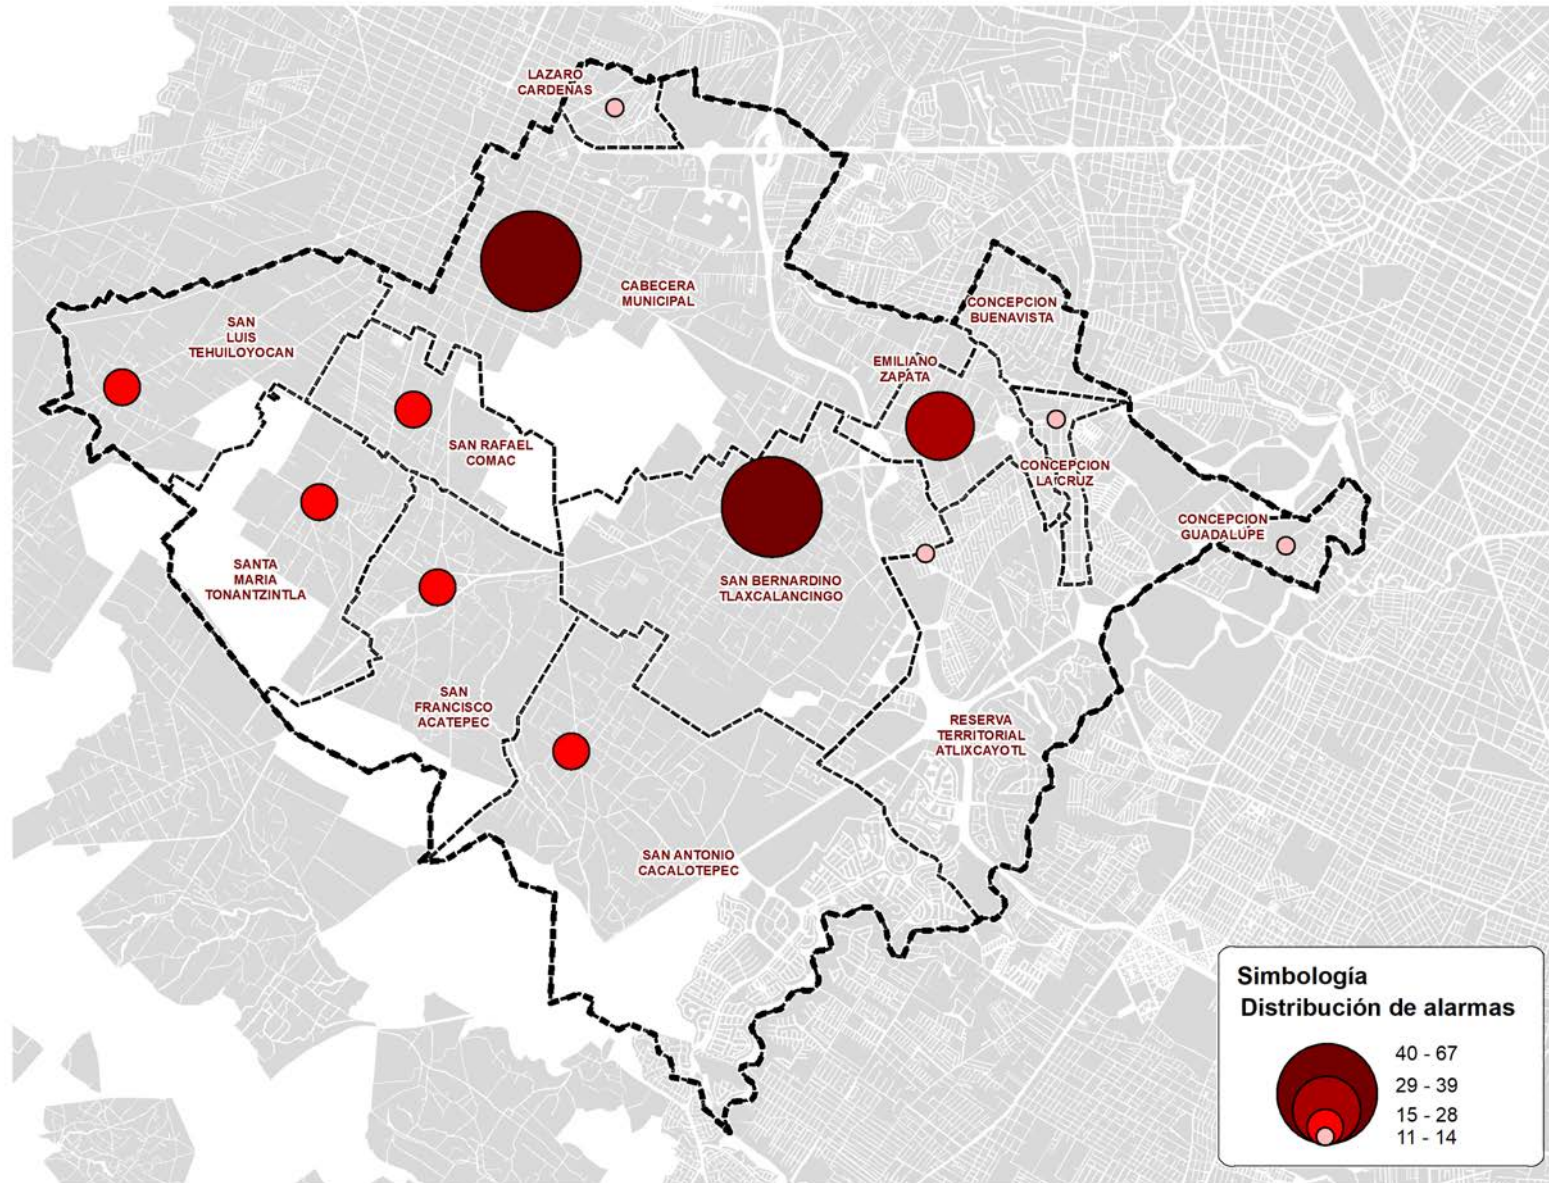 LAZARO
CARDENAS
CABECERA
MUNICIPAL
CONCEPCION
BUENAVISTA
SAN
LUIS
TEHUILOYOCAN
EMILIANO
ZAPATA
SAN RAFAEL
COMAC
CONCEPCION
LA CRUZ
CONCEPCION
GUADALUPE
SANTA
MARIA
TONANTZINTLA
SAN BERNARDINO
TLAXCALANCINGO
SAN
FRANCISCO
ACATEPEC
RESERVA
TERRITORIAL
ATLIXCAYOTL
SAN ANTONIO
CACALOTEPEC
Simbología
Distribución de alarmas
40 - 67
29 - 39
15 - 28
11 - 14